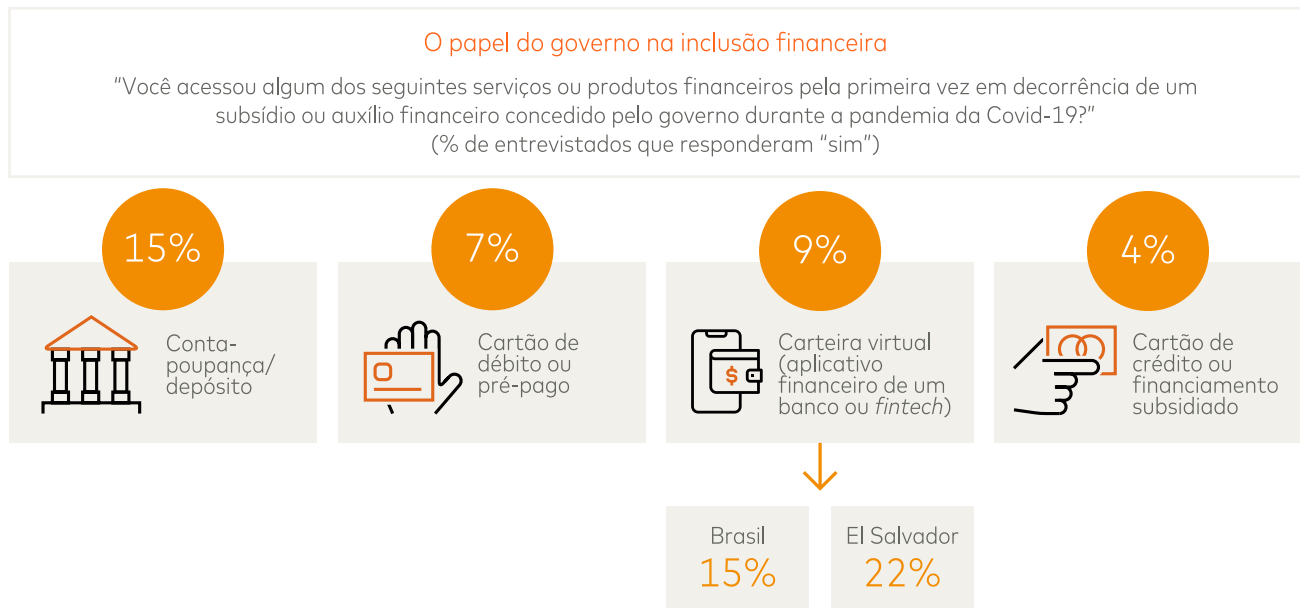 O papel do governo na inclusão financeira
“Você acessou algum dos seguintes serviços ou produtos financeiros pela primeira vez em decorrência de um
subsídio ou auxílio financeiro concedido pelo governo durante a pandemia da Covid-19?”
(% de entrevistados que responderam “sim”)
15%
Conta-
poupança/
depósito
7%
Cartão de
débito ou
pré-pago
9%
Carteira virtual
(aplicativo
financeiro de um
banco ou fintech)
$
4%
Cartão de
crédito ou
financiamento
subsidiado
Brasil
15%
El Salvador
22%